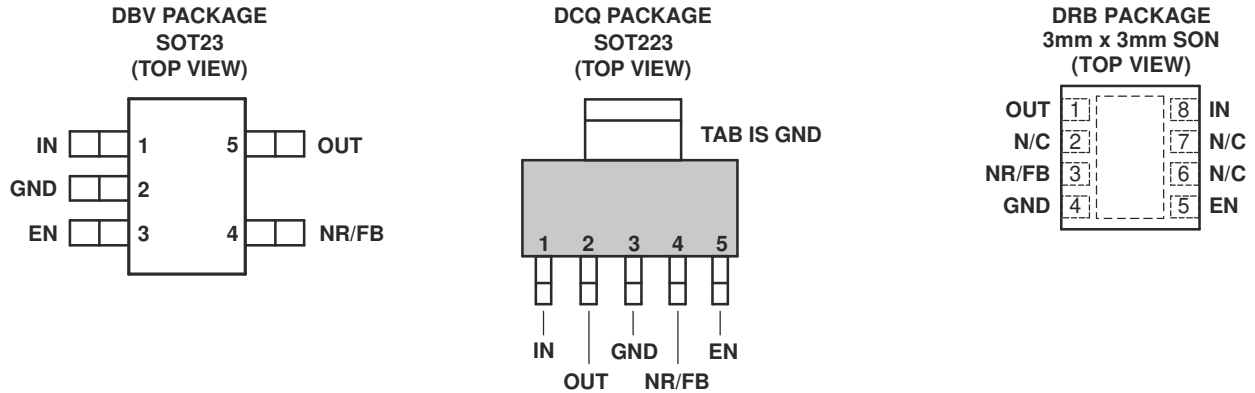 DBV PACKAGE
SOT23
(TOP VIEW)
IN 1 5 OUT
GND 2
EN 3 4 NR/FB
DCQ PACKAGE
SOT223
(TOP VIEW)
TAB IS GND
1 2 3 4 5
IN GND EN
OUT NR/FB
DRB PACKAGE
3mm x 3mm SON
(TOP VIEW)
OUT 1 8 IN
N/C 2 7 N/C
NR/FB 3 6 N/C
GND 4 5 EN